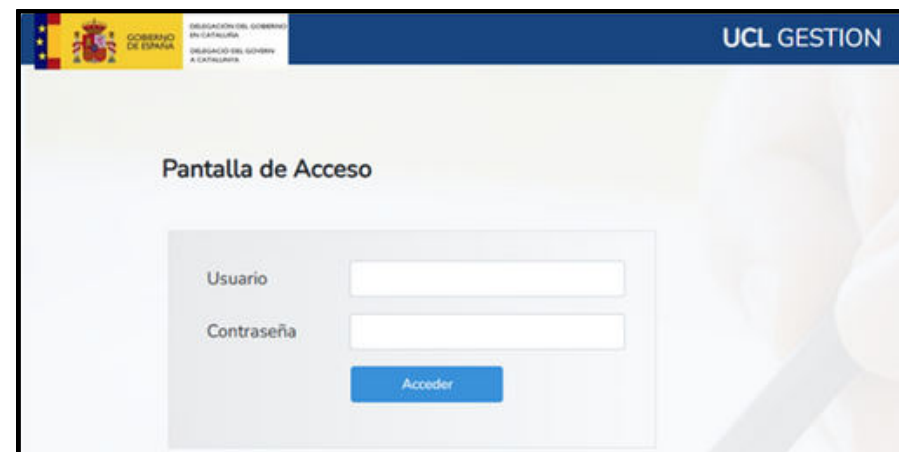 GOBIERNO
DE ESPAÑA
DELEGACIÓN DEL GOBIERNO
EN CATALUÑA
DELEGACIÓ DEL GOVERN
A CATALUNYA
UCL GESTION
Pantalla de Acceso
Usuario
Contraseña
Acceder